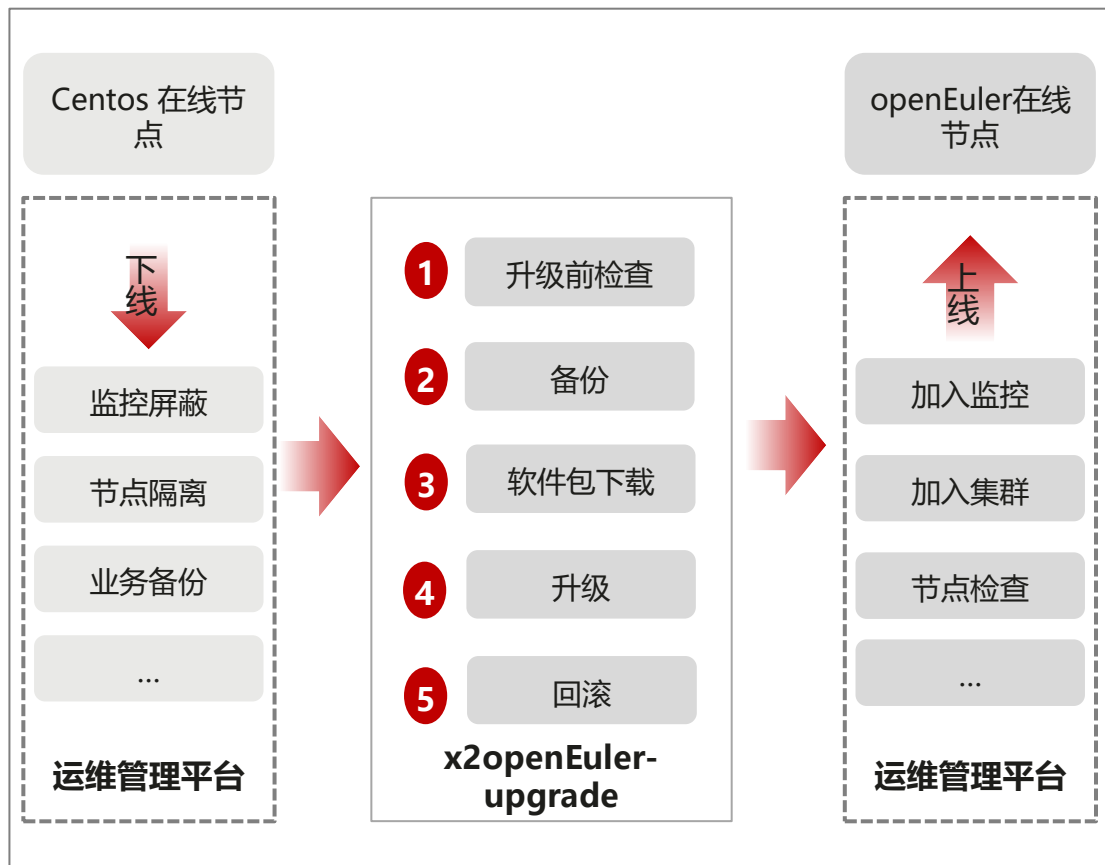 Centos 在线节
点
下
线
监控屏蔽
节点隔离
业务备份
...
运维管理平台
1
升级前检查
2
备份
3
软件包下载
4
升级
5
回滚
x2openEuler-
upgrade
openEuler在线
节点
上
线
加入监控
加入集群
节点检查
...
运维管理平台